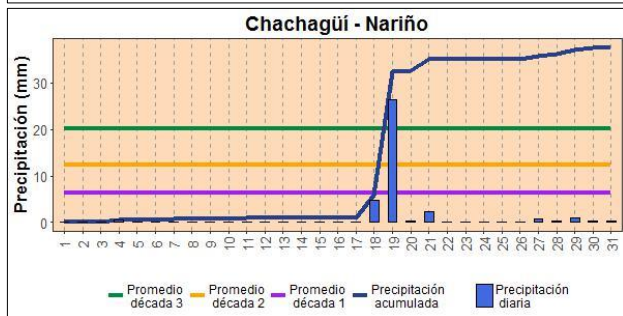 Chachagüí - Nariño
Precipitación (mm)
30
20
10
0
1 2 3 4 5 6 7 8 9 10 11 12 13 14 15 16 17 18 19 20 21 22 23 24 25 26 27 28 29 30 31
Promedio década 3
Promedio década 2
Promedio década 1
Precipitación acumulada
Precipitación diaria